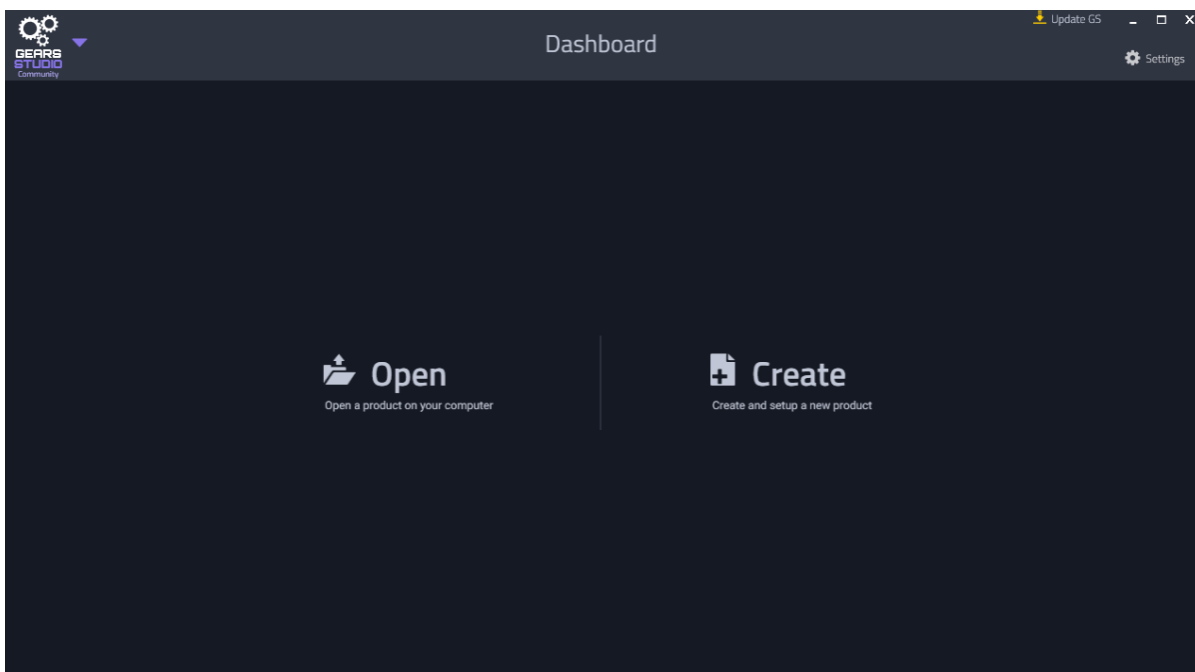 Update GS
GEARS
STUDIO
Community
Dashboard
Settings
Open
Open a product on your computer
Create
Create and setup a new product